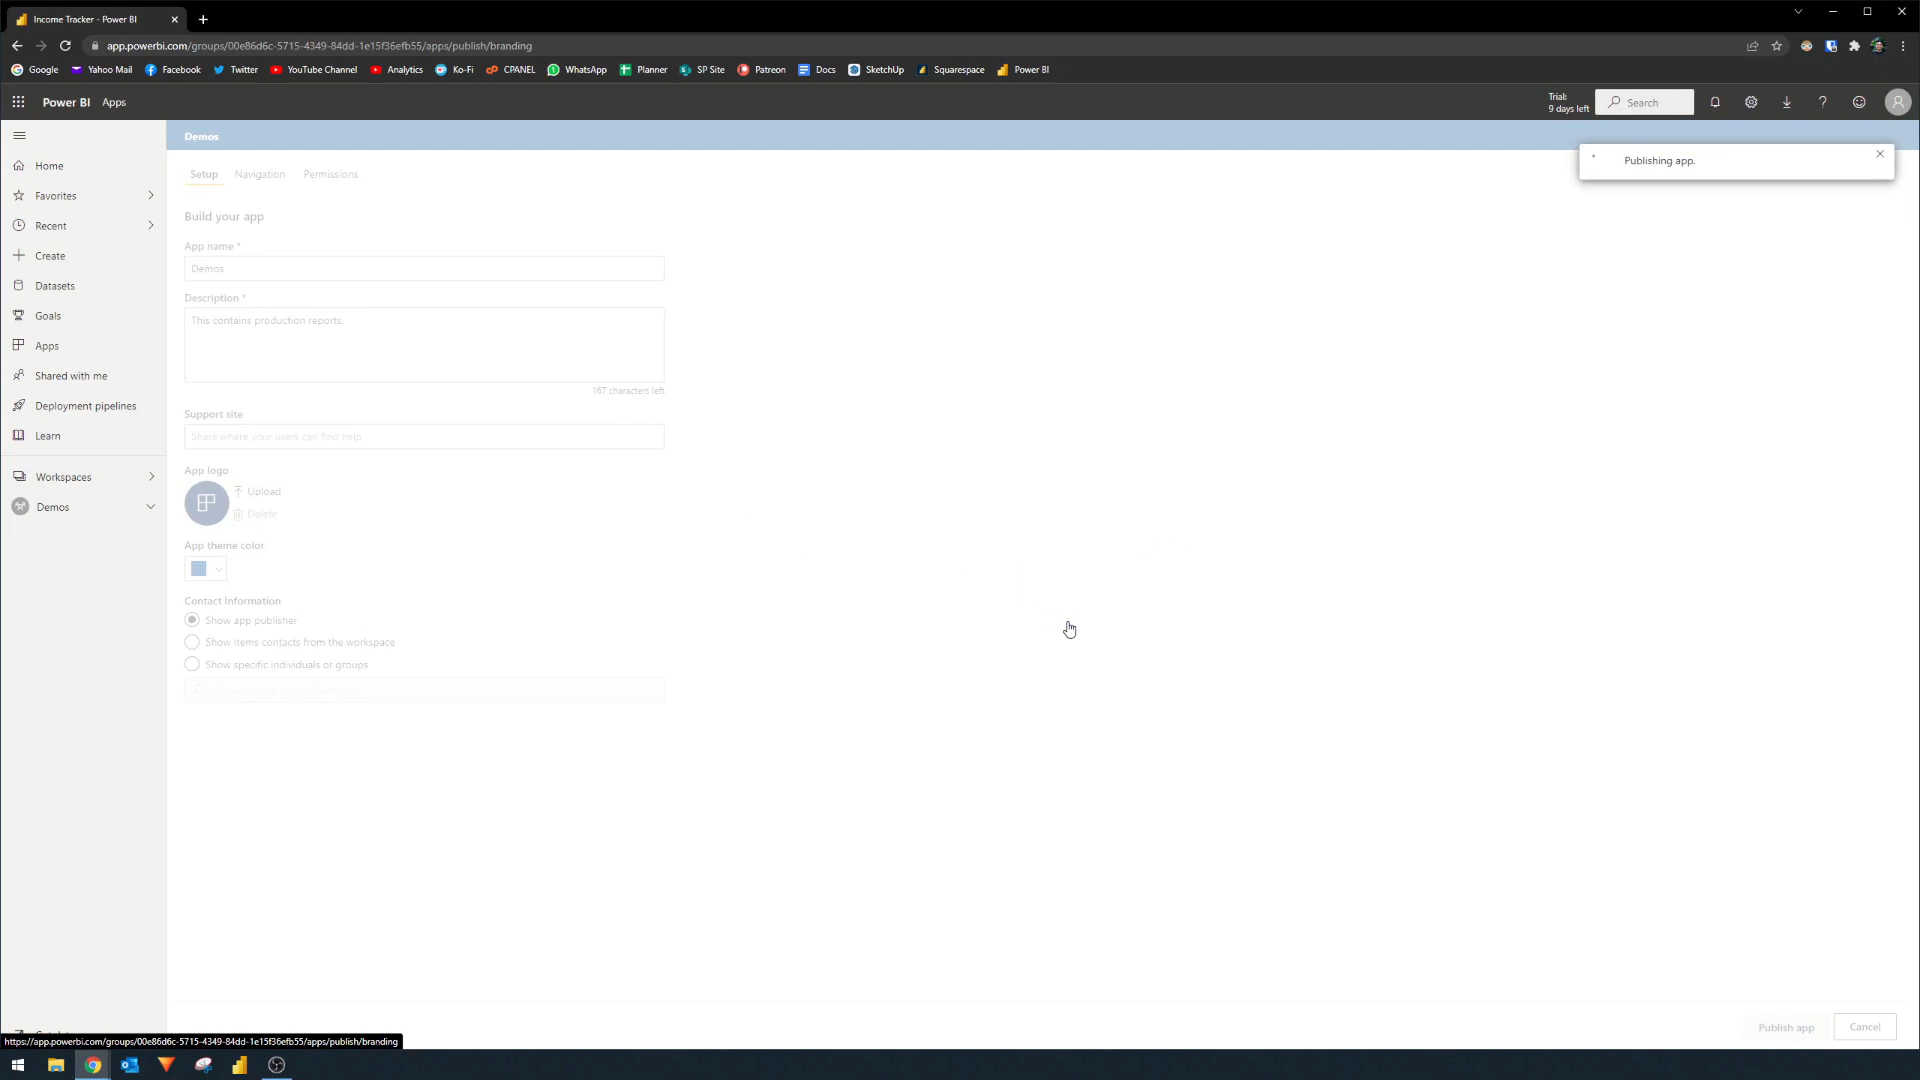 Income Tracker - Power BI
app.powerbi.com/groups/00e86d6c-5715-4349-84dd-1e15f36efb55/apps/publish/branding
Google Yahoo Mail Facebook Twitter YouTube Channel Analytics Ko-Fi CPANEL WhatsApp Planner SP Site Patreon Docs SketchUp Squarespace Power BI
Power BI Apps
Trial:
9 days left
Search
Home
Favorites
Recent
Create
Datasets
Goals
Apps
Shared with me
Deployment pipelines
Learn
Workspaces
Demos
Demos
Publishing app.
Setup Navigation Permissions
Build your app
App name *
Demos
Description *
This contains production reports.
167 characters left
Support site
Share where your users can find help
App logo
Upload
Delete
App theme color
Contact Information
Show app publisher
Show items contacts from the workspace
Show specific individuals or groups
Publish app Cancel
https://app.powerbi.com/groups/00e86d6c-5715-4349-84dd-1e15f36efb55/apps/publish/branding